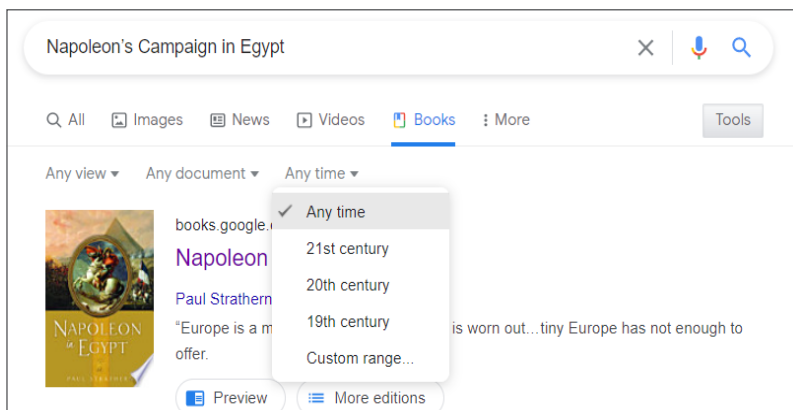 Napoleon's Campaign in Egypt
All Images News Videos Books More Tools
Any view Any document Any time
Any time
21st century
20th century
19th century
Custom range...
books.google.
Napoleon
Paul Strathern
"Europe is a m is worn out…tiny Europe has not enough to
offer.
NAPOLEON
in EGYPT
PAUL STRATHER
Preview More editions